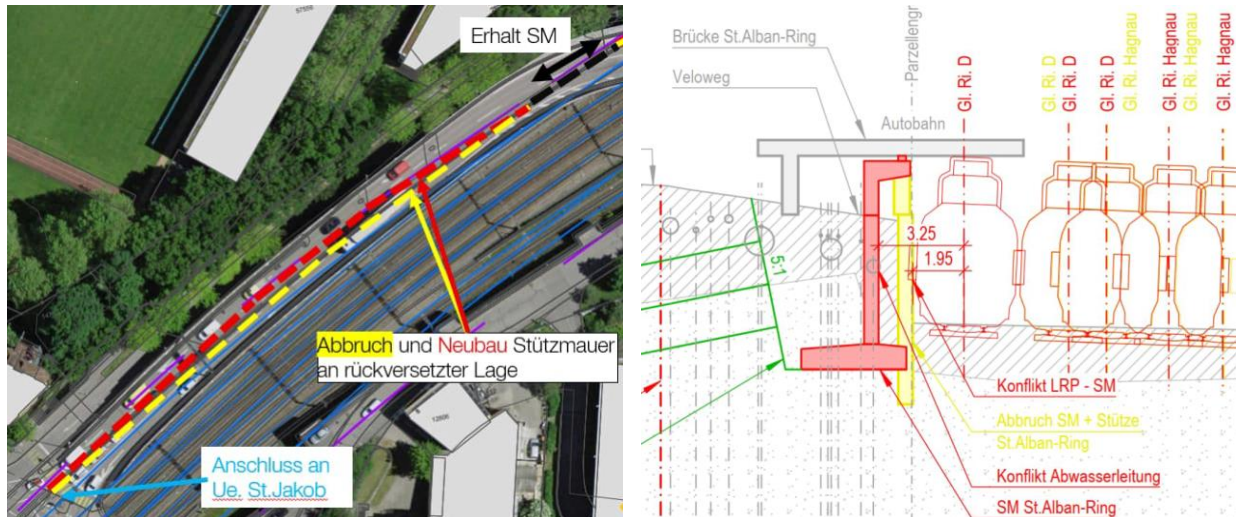 Erhalt SM
Abbruch und Neubau Stützmauer
an rückversetzter Lage
Anschluss an
Ue. St.Jakob
12606
Brücke St.Alban-Ring
Veloweg
Parzellengrenze
Autobahn
Gl. Ri. D
Gl. Ri. D
Gl. Ri. D
Gl. Ri. D
Gl. Ri. Hagnau
Gl. Ri. Hagnau
Gl. Ri. Hagnau
Gl. Ri. Hagnau
3.25
1.95
5:1
Konflikt LRP - SM
Abbruch SM + Stütze
St.Alban-Ring
Konflikt Abwasserleitung
SM St.Alban-Ring